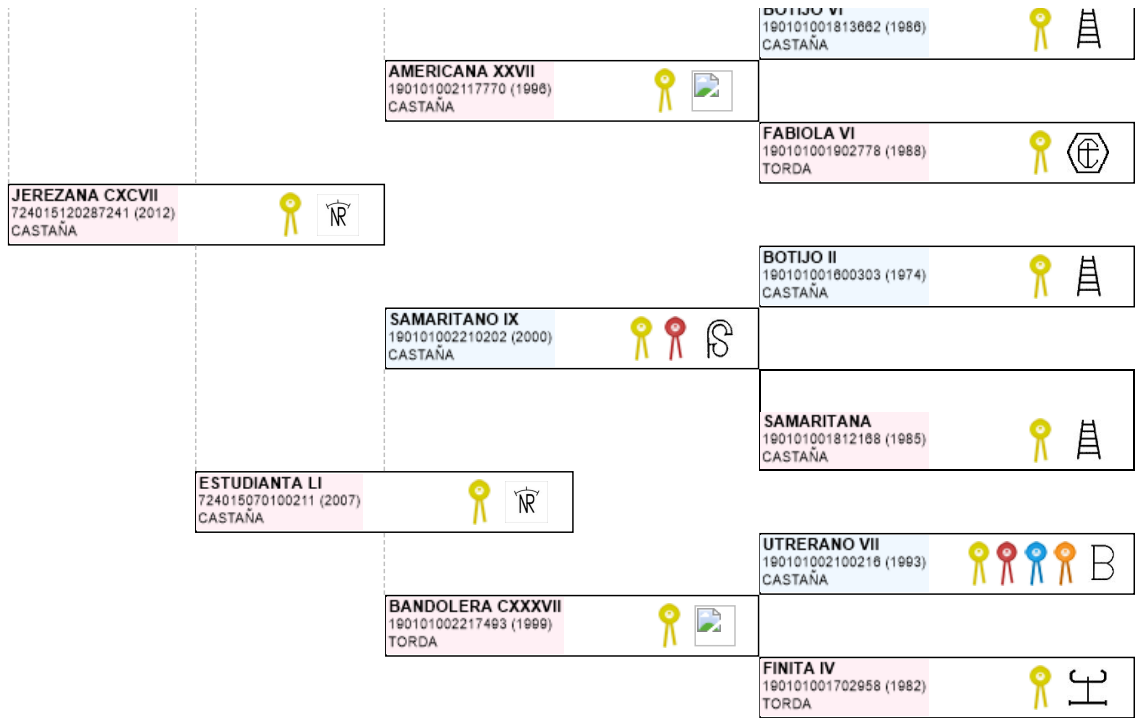 BOTIJO VI
190101001813662 (1986)
CASTAÑA
AMERICANA XXVII
190101002117770 (1996)
CASTAÑA
FABIOLA VI
190101001902778 (1988)
TORDA
JEREZANA CXCVII
724015120287241 (2012)
CASTAÑA
BOTIJO II
190101001600303 (1974)
CASTAÑA
SAMARITANO IX
190101002210202 (2000)
CASTAÑA
SAMARITANA
190101001812168 (1985)
CASTAÑA
ESTUDIANTA LI
724015070100211 (2007)
CASTAÑA
UTRERANO VII
190101002100216 (1993)
CASTAÑA
BANDOLERA CXXXVII
190101002217493 (1999)
TORDA
FINITA IV
190101001702958 (1982)
TORDA